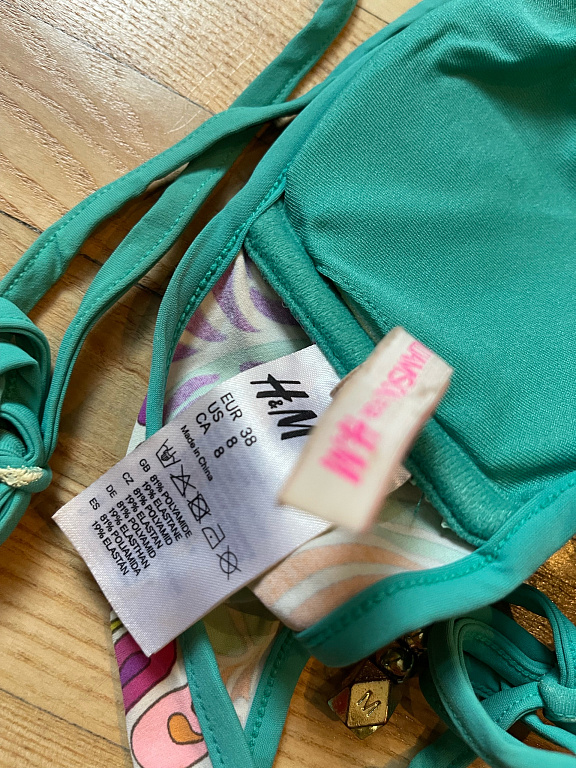 H&M
EUR 38
US 8
CA 8
Made in China
GB 81% POLYAMIDE
19% ELASTANE
DE 81% POLYAMID
19% ELASTHAN
CZ 81% POLYAMID
19% ELASTAN
ES 81% POLIAMIDA
19% ELASTÁN
H&M
M